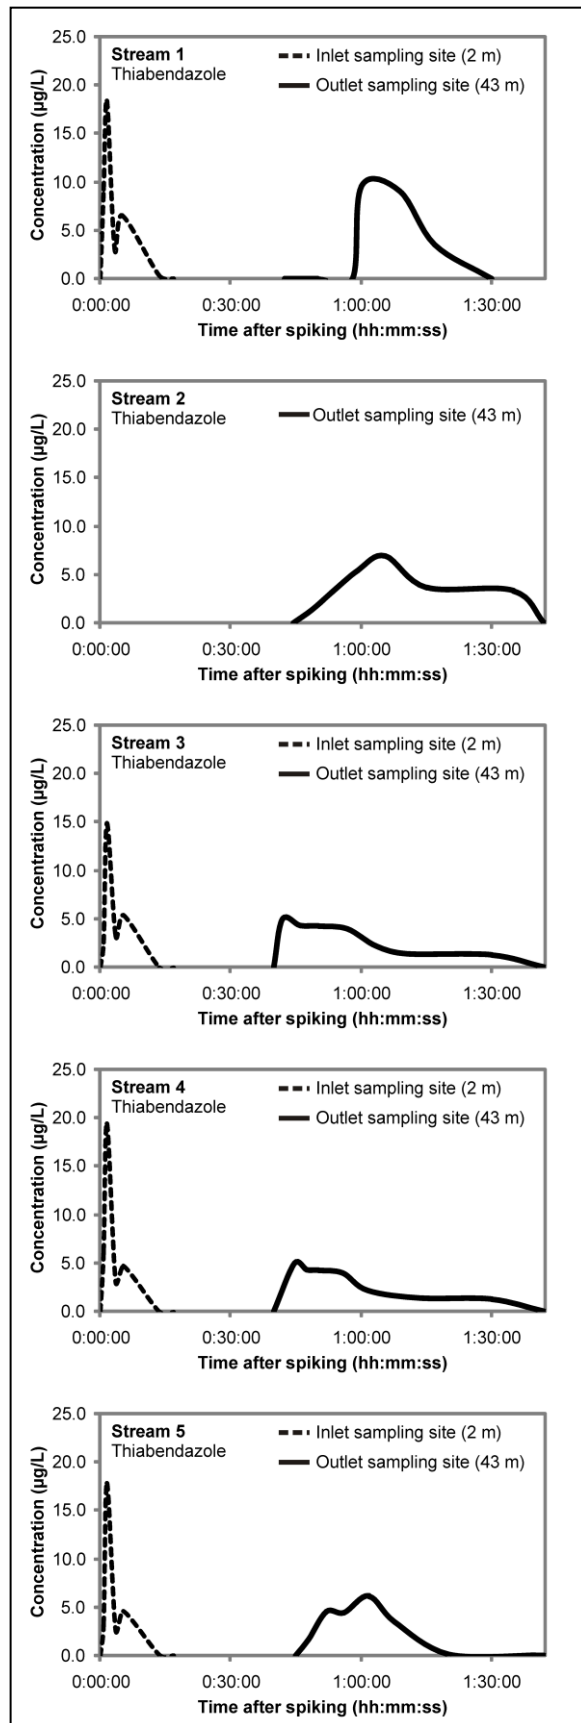 Stream 1
Thiabendazole
Inlet sampling site (2 m)
Outlet sampling site (43 m)
Concentration (µg/L)
25.0
20.0
15.0
10.0
5.0
0.0
0:00:00 0:30:00 1:00:00 1:30:00
Time after spiking (hh:mm:ss)
Stream 2
Thiabendazole
Outlet sampling site (43 m)
Concentration (µg/L)
25.0
20.0
15.0
10.0
5.0
0.0
0:00:00 0:30:00 1:00:00 1:30:00
Time after spiking (hh:mm:ss)
Stream 3
Thiabendazole
Inlet sampling site (2 m)
Outlet sampling site (43 m)
Concentration (µg/L)
25.0
20.0
15.0
10.0
5.0
0.0
0:00:00 0:30:00 1:00:00 1:30:00
Time after spiking (hh:mm:ss)
Stream 4
Thiabendazole
Inlet sampling site (2 m)
Outlet sampling site (43 m)
Concentration (µg/L)
25.0
20.0
15.0
10.0
5.0
0.0
0:00:00 0:30:00 1:00:00 1:30:00
Time after spiking (hh:mm:ss)
Stream 5
Thiabendazole
Inlet sampling site (2 m)
Outlet sampling site (43 m)
Concentration (µg/L)
25.0
20.0
15.0
10.0
5.0
0.0
0:00:00 0:30:00 1:00:00 1:30:00
Time after spiking (hh:mm:ss)